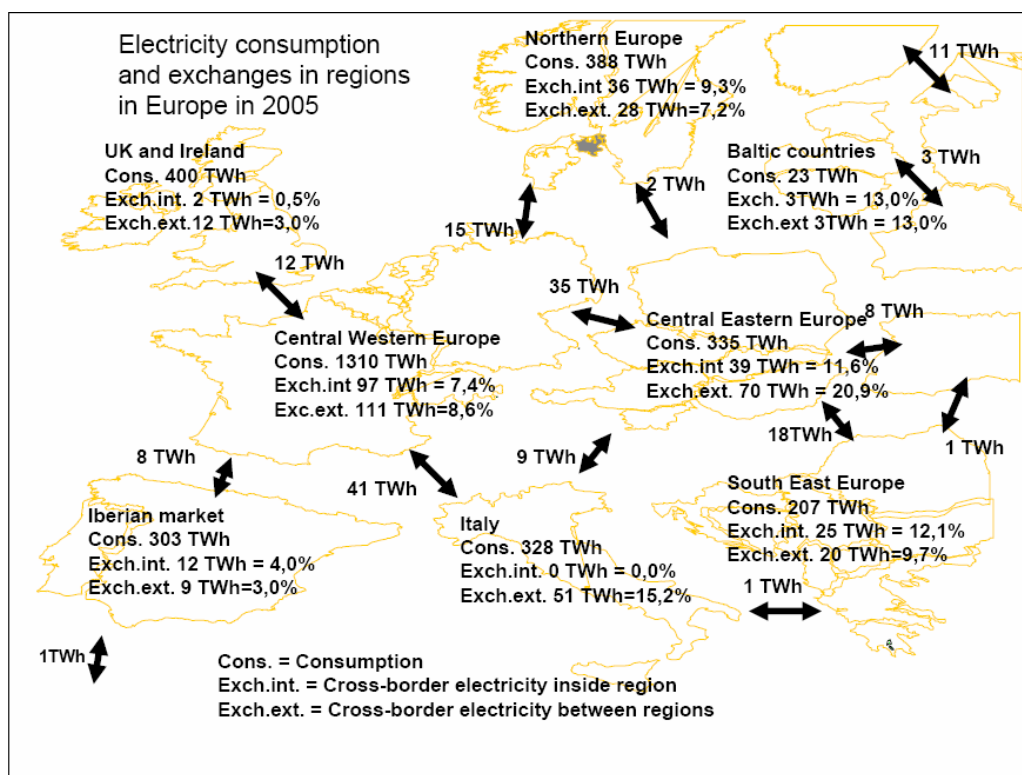 Electricity consumption
and exchanges in regions
in Europe in 2005
Northern Europe
Cons. 388 TWh
Exch.int 36 TWh = 9,3%
Exch.ext. 28 TWh=7,2%
11 TWh
UK and Ireland
Cons. 400 TWh
Exch.int. 2 TWh = 0,5%
Exch.ext.12 TWh=3,0%
Baltic countries
Cons. 23 TWh
Exch. 3TWh = 13,0%
Exch.ext 3TWh = 13,0%
3 TWh
2 TWh
15 TWh
12 TWh
35 TWh
Central Western Europe
Cons. 1310 TWh
Exch.int 97 TWh = 7,4%
Exc.ext. 111 TWh=8,6%
Central Eastern Europe
Cons. 335 TWh
Exch.int 39 TWh = 11,6%
Exch.ext. 70 TWh = 20,9%
8 TWh
18TWh
1 TWh
8 TWh
41 TWh
9 TWh
Iberian market
Cons. 303 TWh
Exch.int. 12 TWh = 4,0%
Exch.ext. 9 TWh=3,0%
Italy
Cons. 328 TWh
Exch.int. 0 TWh = 0,0%
Exch.ext. 51 TWh=15,2%
South East Europe
Cons. 207 TWh
Exch.int. 25 TWh = 12,1%
Exch.ext. 20 TWh=9,7%
1 TWh
1TWh
Cons. = Consumption
Exch.int. = Cross-border electricity inside region
Exch.ext. = Cross-border electricity between regions